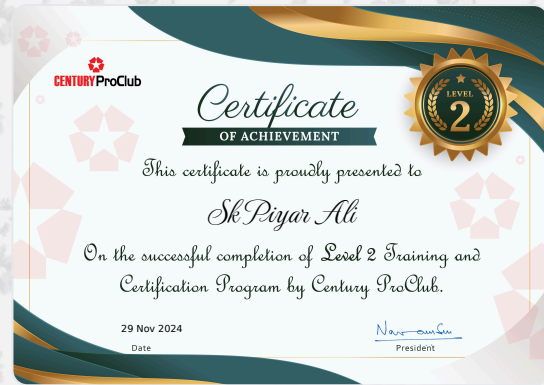 CENTURY ProClub
Certificate
OF ACHIEVEMENT
LEVEL
2
This certificate is proudly presented to
Sk Piyar Ali
On the successful completion of Level 2 Training and
Certification Program by Century ProClub.
29 Nov 2024
Date
President